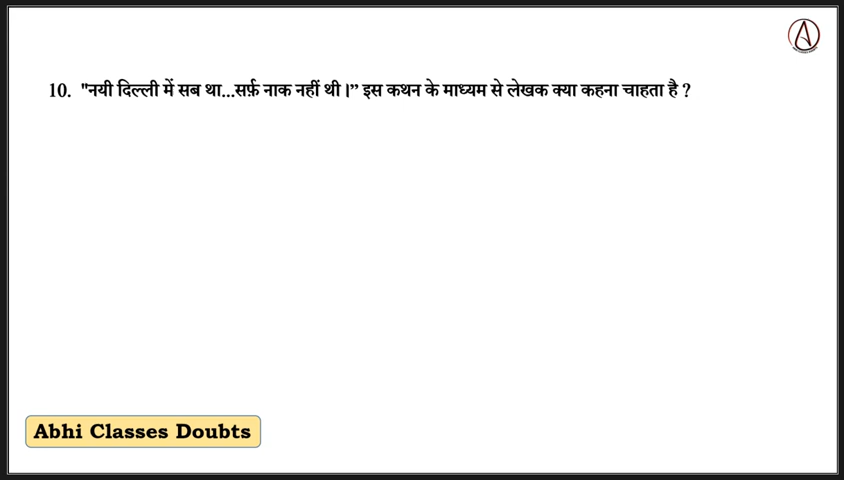 10. "नयी दिल्ली में सब था...सर्फ़ नाक नहीं थी।” इस कथन के माध्यम से लेखक क्या कहना चाहता है ?
Abhi Classes Doubts